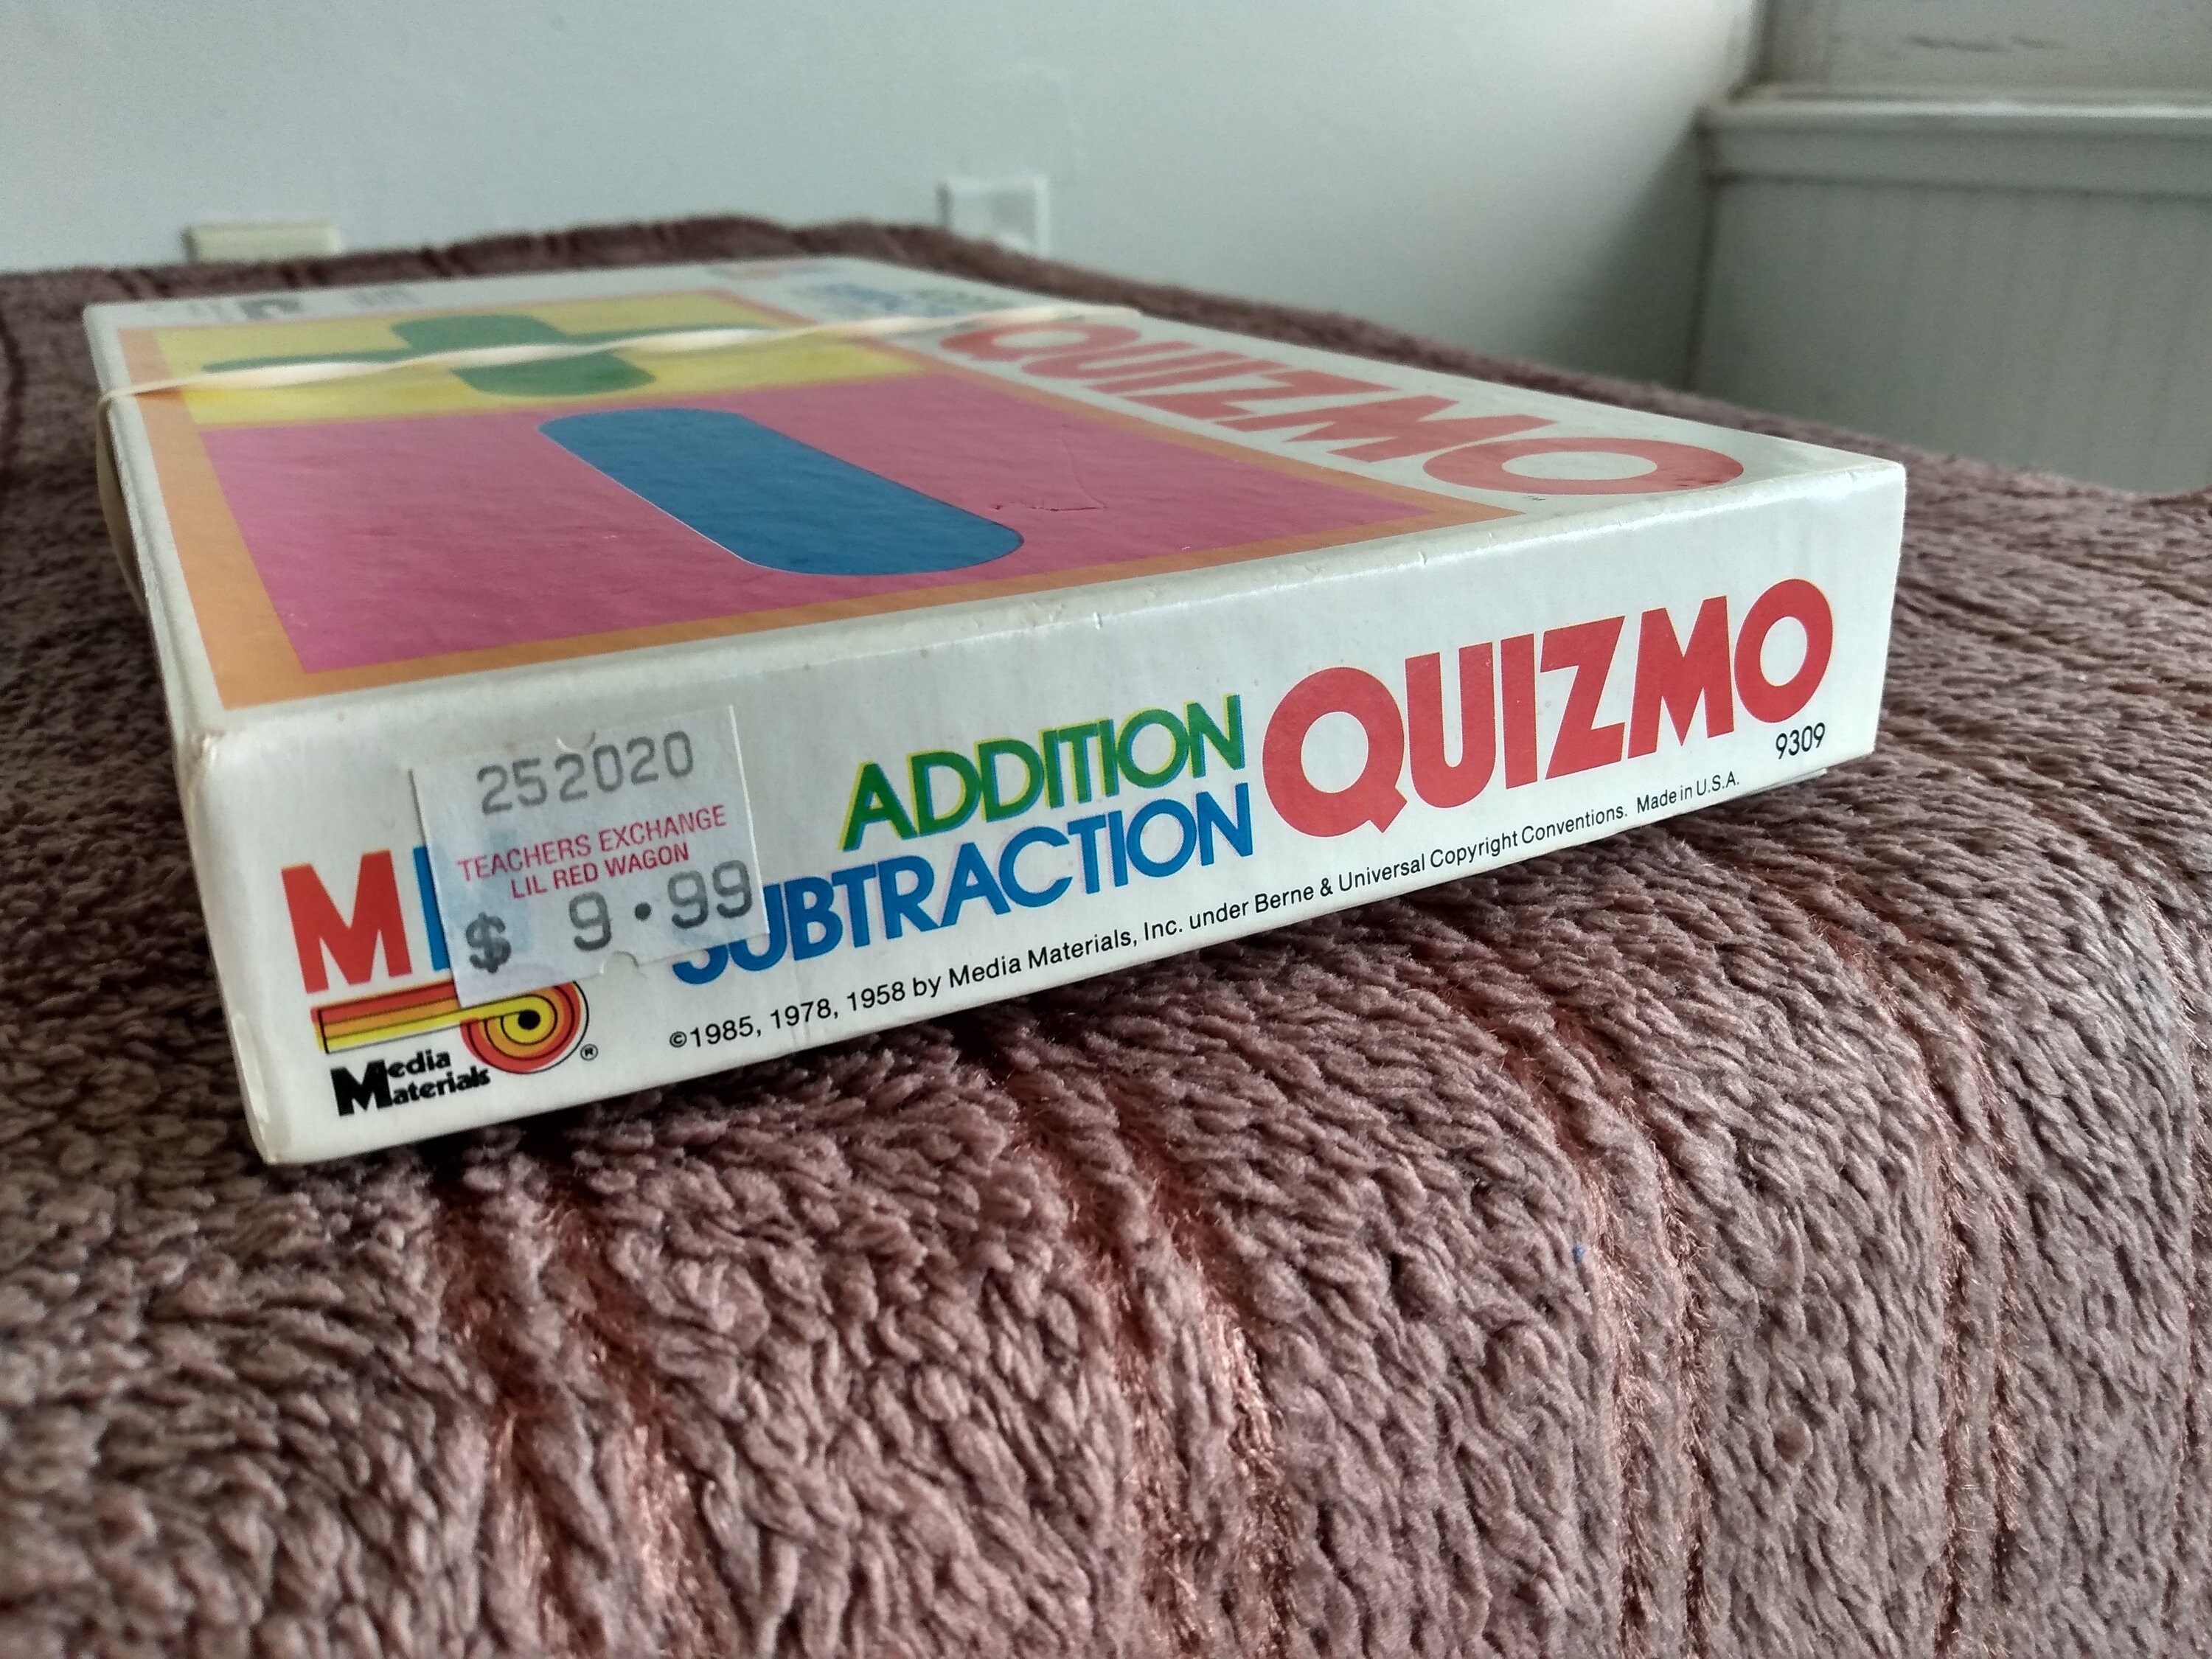 QUIZMO
252020
TEACHERS EXCHANGE
LIL RED WAGON
$ 9.99
ADDITION
SUBTRACTION
QUIZMO
9309
©1985, 1978, 1958 by Media Materials, Inc. under Berne & Universal Copyright Conventions. Made in U.S.A.
Media
Materials
®